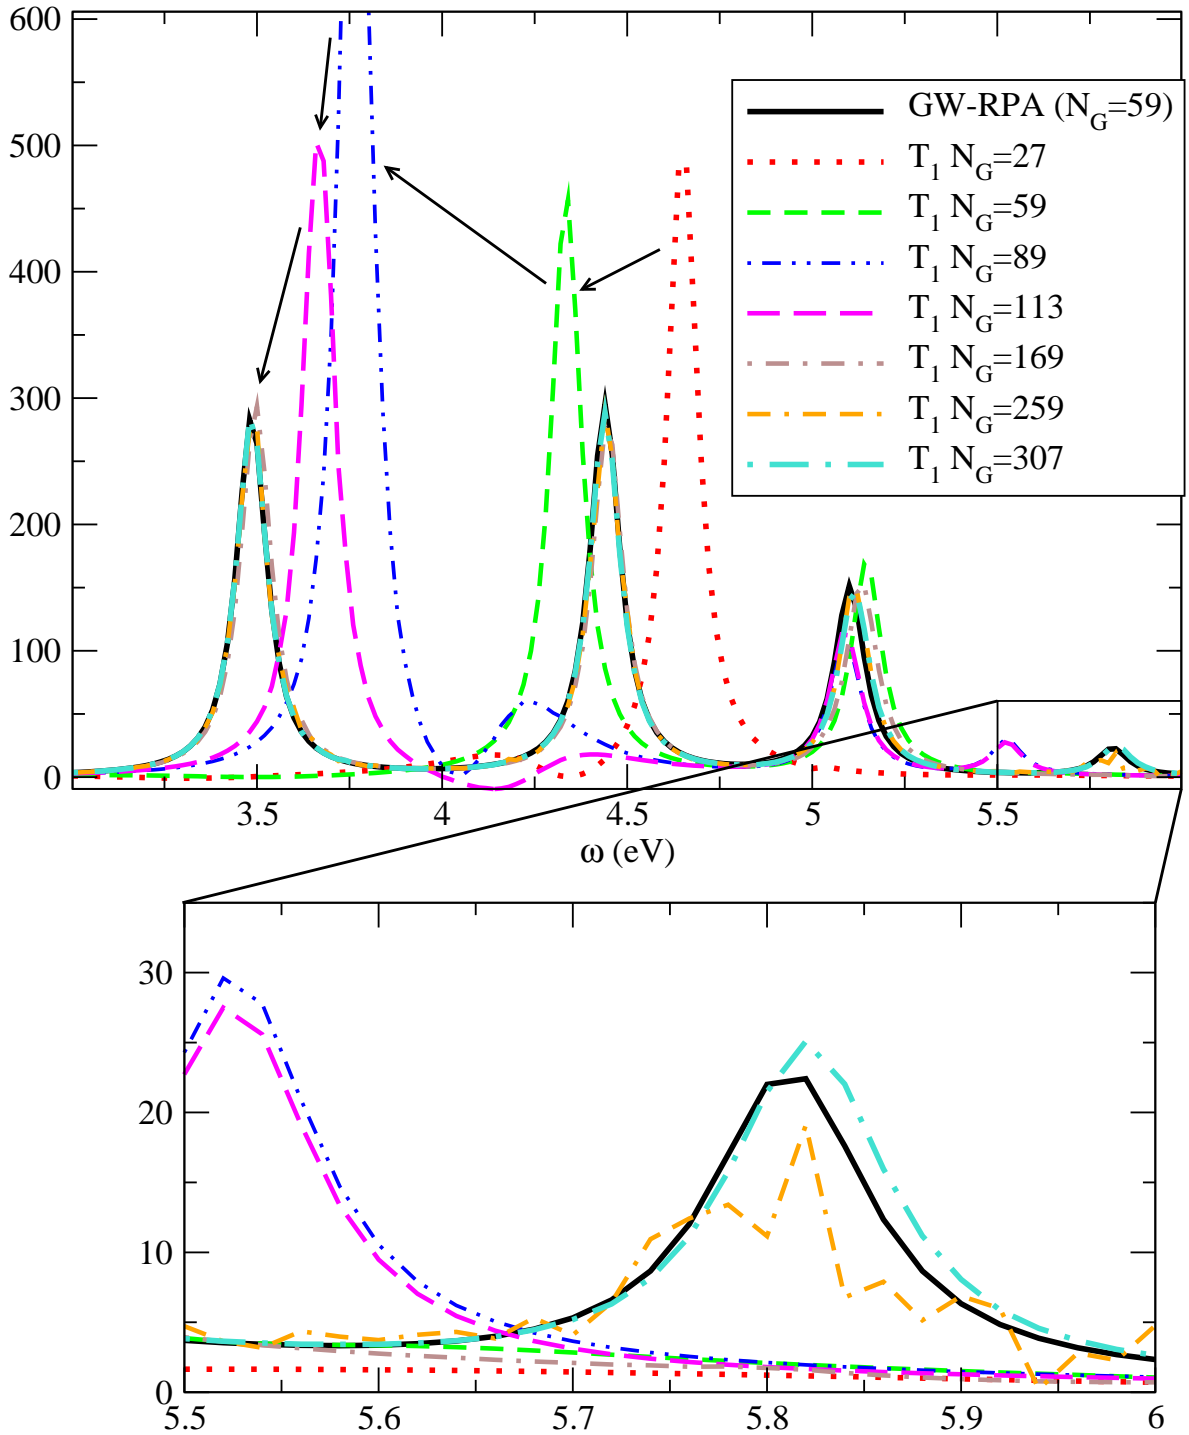 600
500
400
300
200
100
0
GW-RPA (N_G=59)
T_1 N_G=27
T_1 N_G=59
T_1 N_G=89
T_1 N_G=113
T_1 N_G=169
T_1 N_G=259
T_1 N_G=307
3.5 4 4.5 5 5.5
ω (eV)
30
20
10
0
5.5 5.6 5.7 5.8 5.9 6